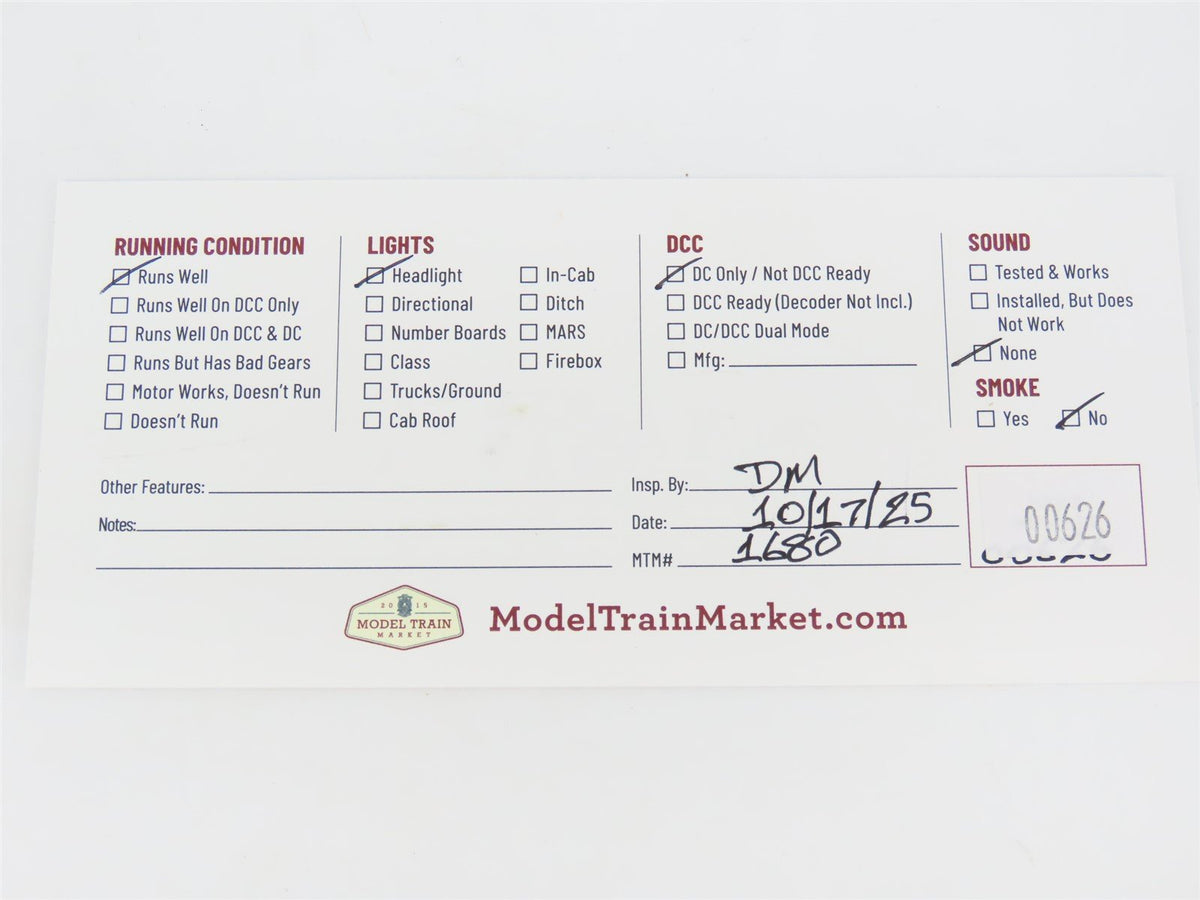 RUNNING CONDITION
Runs Well
Runs Well On DCC Only
Runs Well On DCC & DC
Runs But Has Bad Gears
Motor Works, Doesn't Run
Doesn't Run
LIGHTS
Headlight
Directional
Number Boards
Class
Trucks/Ground
Cab Roof
In-Cab
Ditch
MARS
Firebox
DCC
DC Only / Not DCC Ready
DCC Ready (Decoder Not Incl.)
DC/DCC Dual Mode
Mfg:
SOUND
Tested & Works
Installed, But Does
Not Work
None
SMOKE
Yes No
Other Features:
Notes:
Insp. By: DM
Date: 10/17/25
MTM# 1680
00626
2015
MODEL TRAIN
MARKET
ModelTrainMarket.com